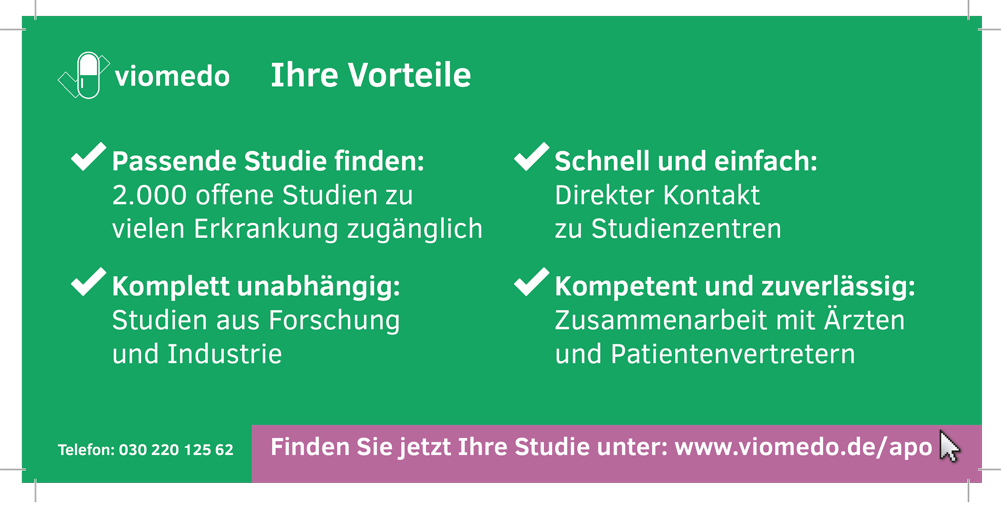 viomedo
Ihre Vorteile
Passende Studie finden:
2.000 offene Studien zu
vielen Erkrankung zugänglich
Schnell und einfach:
Direkter Kontakt
zu Studienzentren
Komplett unabhängig:
Studien aus Forschung
und Industrie
Kompetent und zuverlässig:
Zusammenarbeit mit Ärzten
und Patientenvertretern
Telefon: 030 220 125 62
Finden Sie jetzt Ihre Studie unter: www.viomedo.de/apo